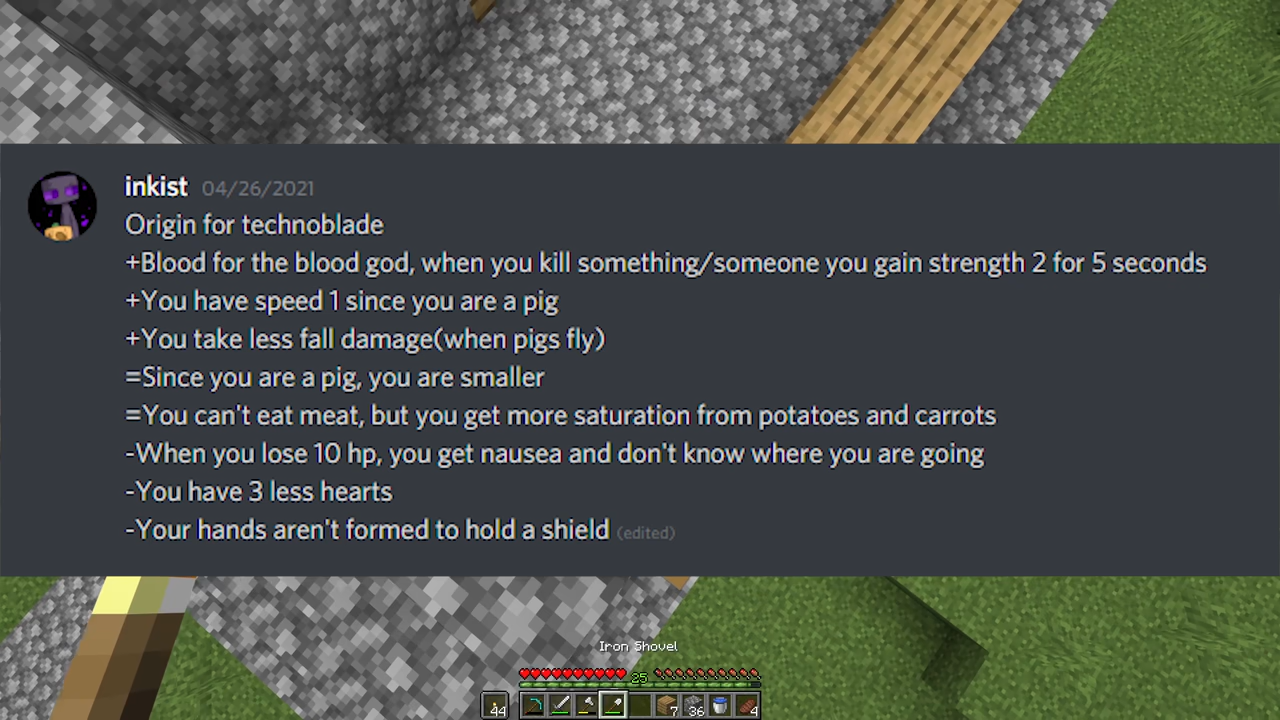 inkist 04/26/2021
Origin for technoblade
+Blood for the blood god, when you kill something/someone you gain strength 2 for 5 seconds
+You have speed 1 since you are a pig
+You take less fall damage(when pigs fly)
=Since you are a pig, you are smaller
=You can't eat meat, but you get more saturation from potatoes and carrots
-When you lose 10 hp, you get nausea and don't know where you are going
-You have 3 less hearts
-Your hands aren't formed to hold a shield (edited)
Iron Shovel
25
44 7 36 4